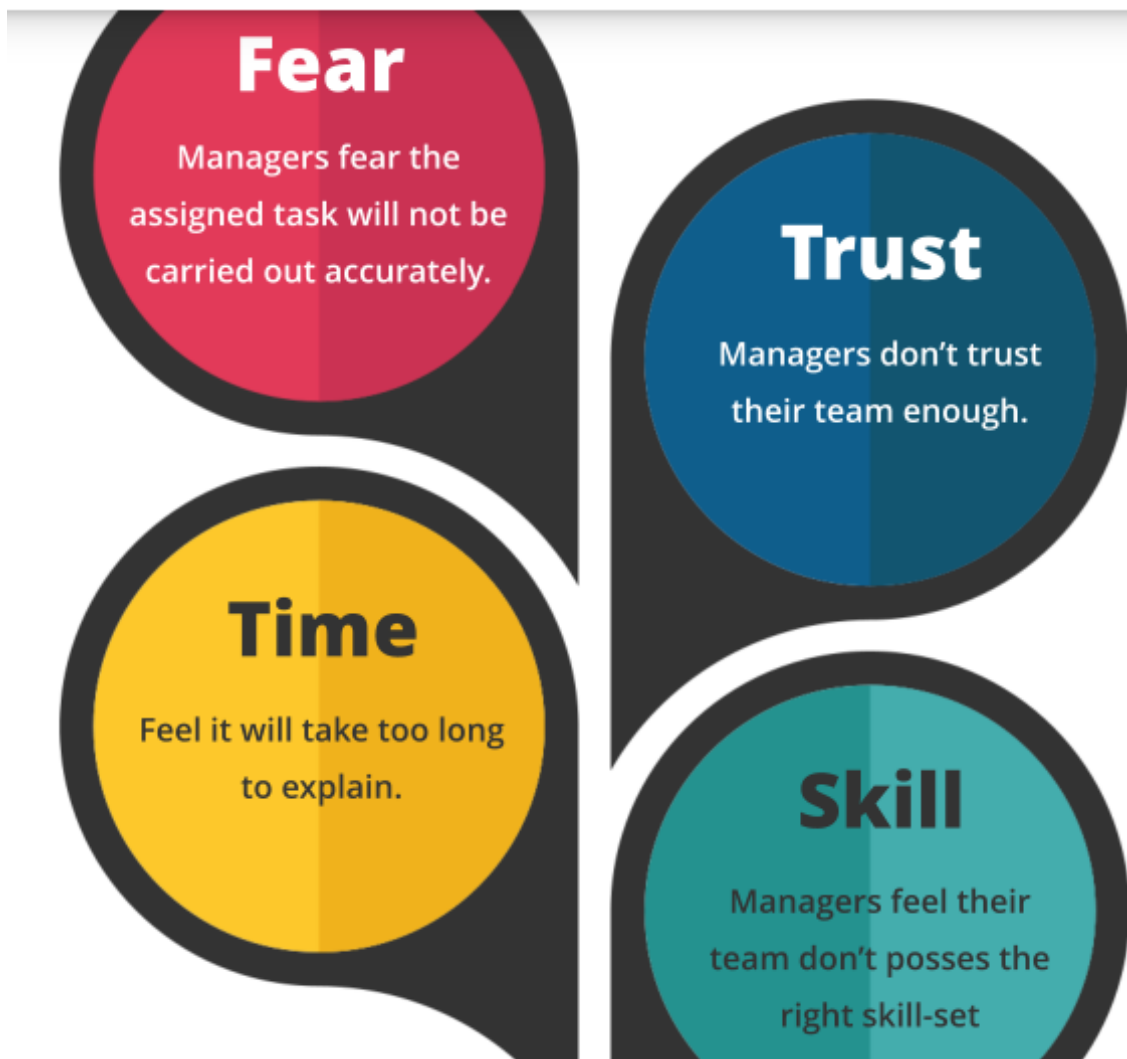 Fear
Managers fear the
assigned task will not be
carried out accurately.
Trust
Managers don’t trust
their team enough.
Time
Feel it will take too long
to explain.
Skill
Managers feel their
team don’t posses the
right skill-set